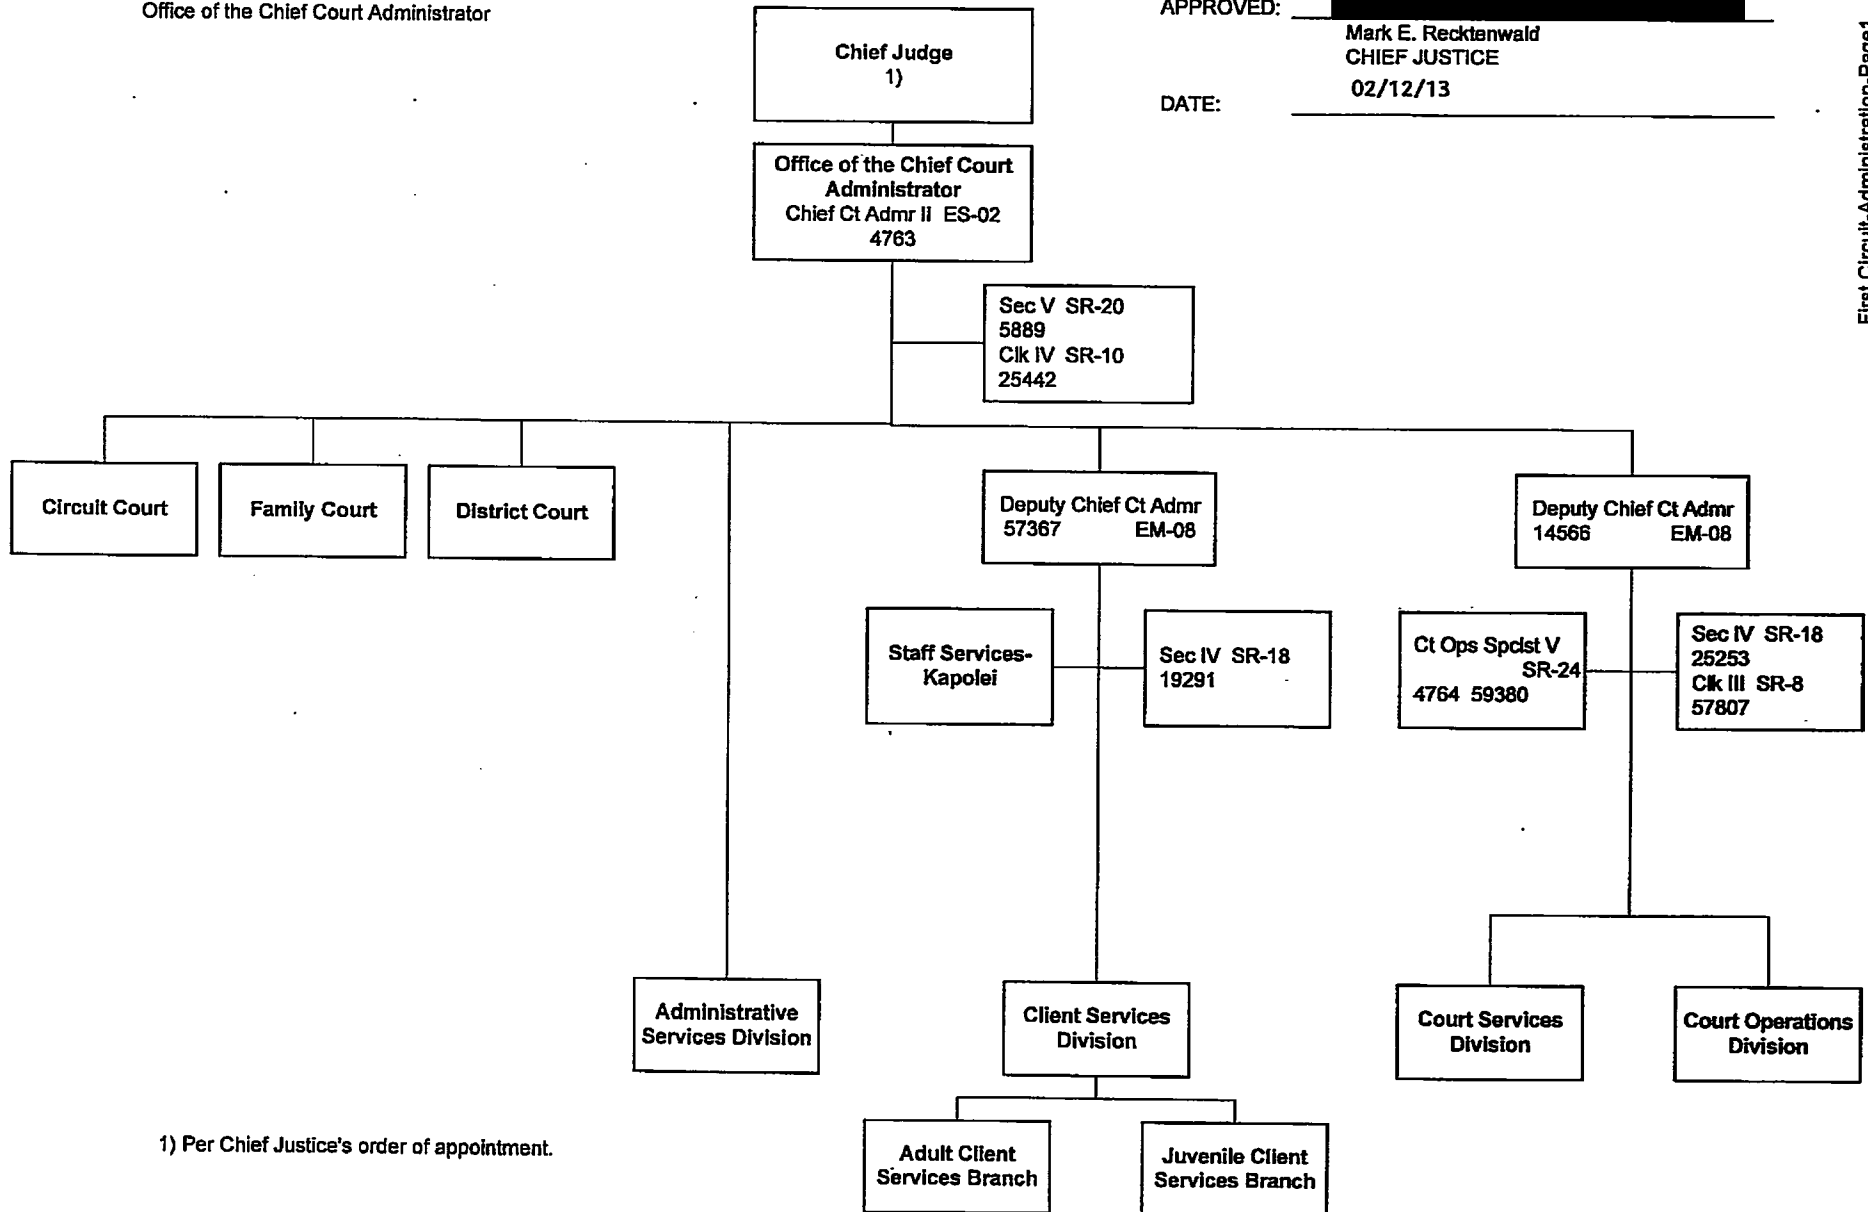 Office of the Chief Court Administrator
APPROVED:
Mark E. Recktenwald
CHIEF JUSTICE
DATE:
02/12/13
First Circuit-Administration-Page1
Chief Judge
1)
Office of the Chief Court
Administrator
Chief Ct Admr II ES-02
4763
Sec V SR-20
5889
Clk IV SR-10
25442
Circuit Court
Family Court
District Court
Deputy Chief Ct Admr
57367 EM-08
Deputy Chief Ct Admr
14566 EM-08
Staff Services-
Kapolei
Sec IV SR-18
19291
Ct Ops Spclst V
SR-24
4764 59380
Sec IV SR-18
25253
Clk III SR-8
57807
Administrative
Services Division
Client Services
Division
Court Services
Division
Court Operations
Division
Adult Client
Services Branch
Juvenile Client
Services Branch
1) Per Chief Justice's order of appointment.